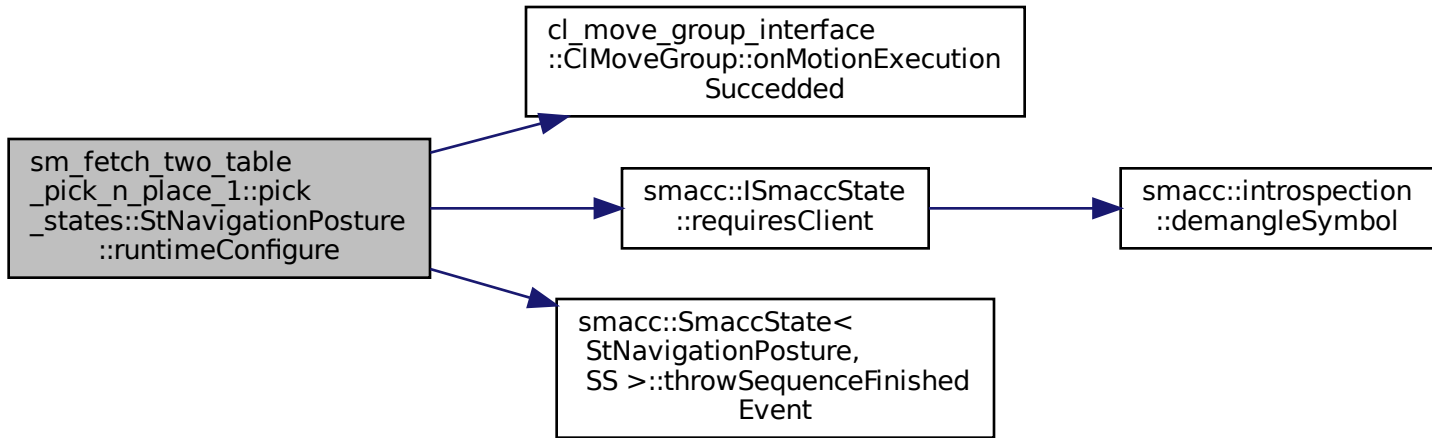 cl_move_group_interface
::ClMoveGroup::onMotionExecution
Succedded
sm_fetch_two_table
_pick_n_place_1::pick
_states::StNavigationPosture
::runtimeConfigure
smacc::ISmaccState
::requiresClient
smacc::introspection
::demangleSymbol
smacc::SmaccState<
StNavigationPosture,
SS >::throwSequenceFinished
Event